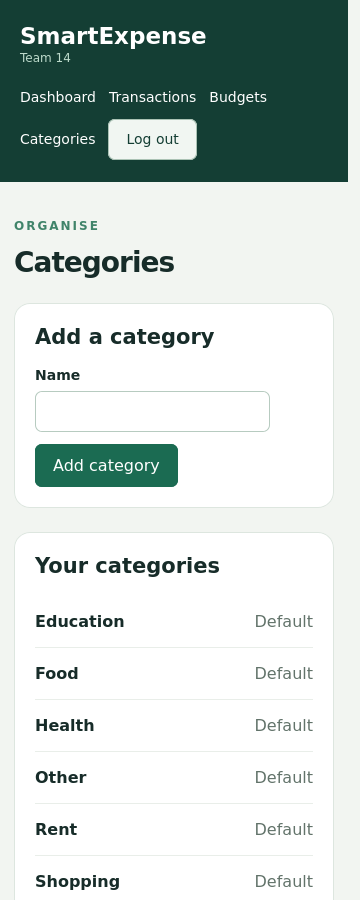 SmartExpense
Team 14
Dashboard Transactions Budgets
Categories Log out
ORGANISE
Categories
Add a category
Name
Add category
Your categories
Education Default
Food Default
Health Default
Other Default
Rent Default
Shopping Default